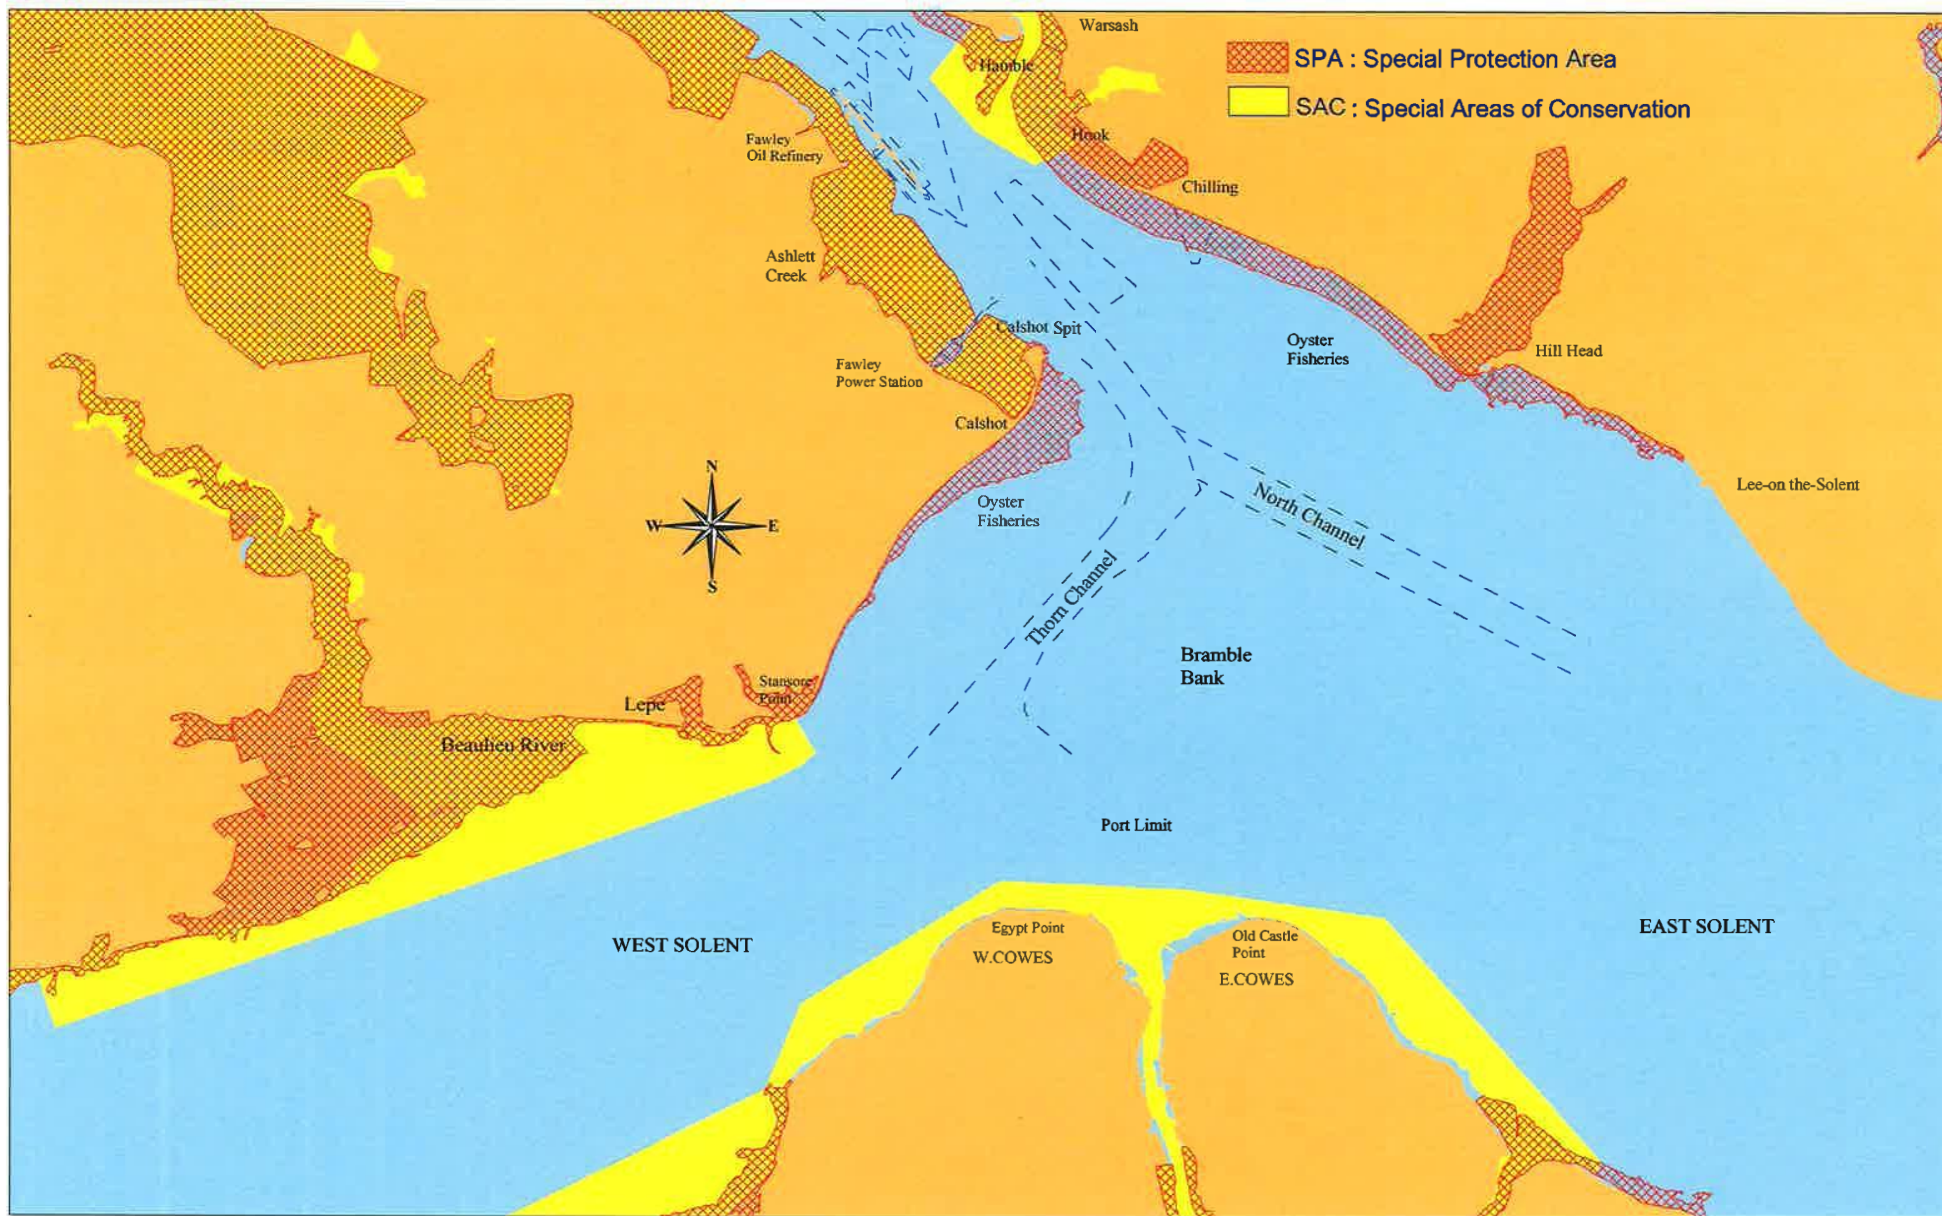 Warsash
SPA : Special Protection Area
Hamble
SAC : Special Areas of Conservation
Hook
Fawley
Oil Refinery
Chilling
Ashlett
Creek
Calshot Spit
Oyster
Fisheries
Hill Head
Fawley
Power Station
Calshot
N
W
E
S
Oyster
Fisheries
North Channel
Lee-on the-Solent
Thorn Channel
Bramble
Bank
Stansore
Point
Lepe
Beaulieu River
Port Limit
WEST SOLENT
Egypt Point
W.COWES
Old Castle
Point
E.COWES
EAST SOLENT